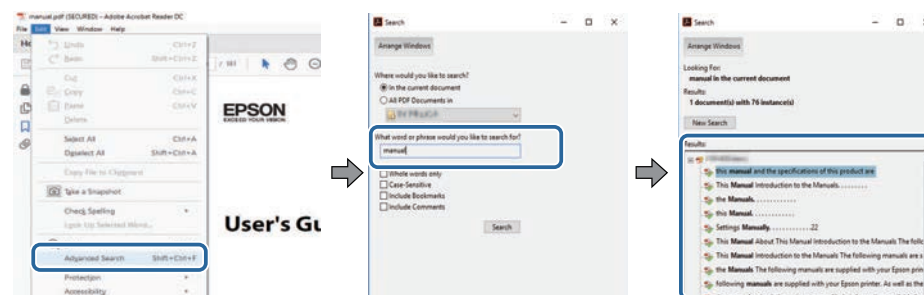 manual.pdf (SECURED) - Adobe Acrobat Reader DC
File Edit View Window Help
Undo Ctrl+Z
Redo Shift+Ctrl+Z
Cut Ctrl+X
Copy Ctrl+C
Paste Ctrl+V
Delete
Select All Ctrl+A
Deselect All Shift+Ctrl+A
Copy File to Clipboard
Take a Snapshot
Check Spelling
Look Up Selected Word...
Advanced Search Shift+Ctrl+F
Protection
Accessibility
/ 181
EPSON
EXCEED YOUR VISION
User's Gu
Search
Arrange Windows
Where would you like to search?
In the current document
All PDF Documents in
What word or phrase would you like to search for?
manual
Whole words only
Case-Sensitive
Include Bookmarks
Include Comments
Search
Search
Arrange Windows
Looking For:
manual in the current document
Results:
1 document(s) with 76 instance(s)
New Search
Results:
this manual and the specifications of this product are
This Manual Introduction to the Manuals. . . . . . . .
the Manuals. . . . . . . . . . . .
this Manual. . . . . . . . . . . .
Settings Manually. . . . . . . . . . . .22
This Manual About This Manual Introduction to the Manuals The follo
This Manual Introduction to the Manuals The following manuals are s
the Manuals The following manuals are supplied with your Epson prin
following manuals are supplied with your Epson printer. As well as the